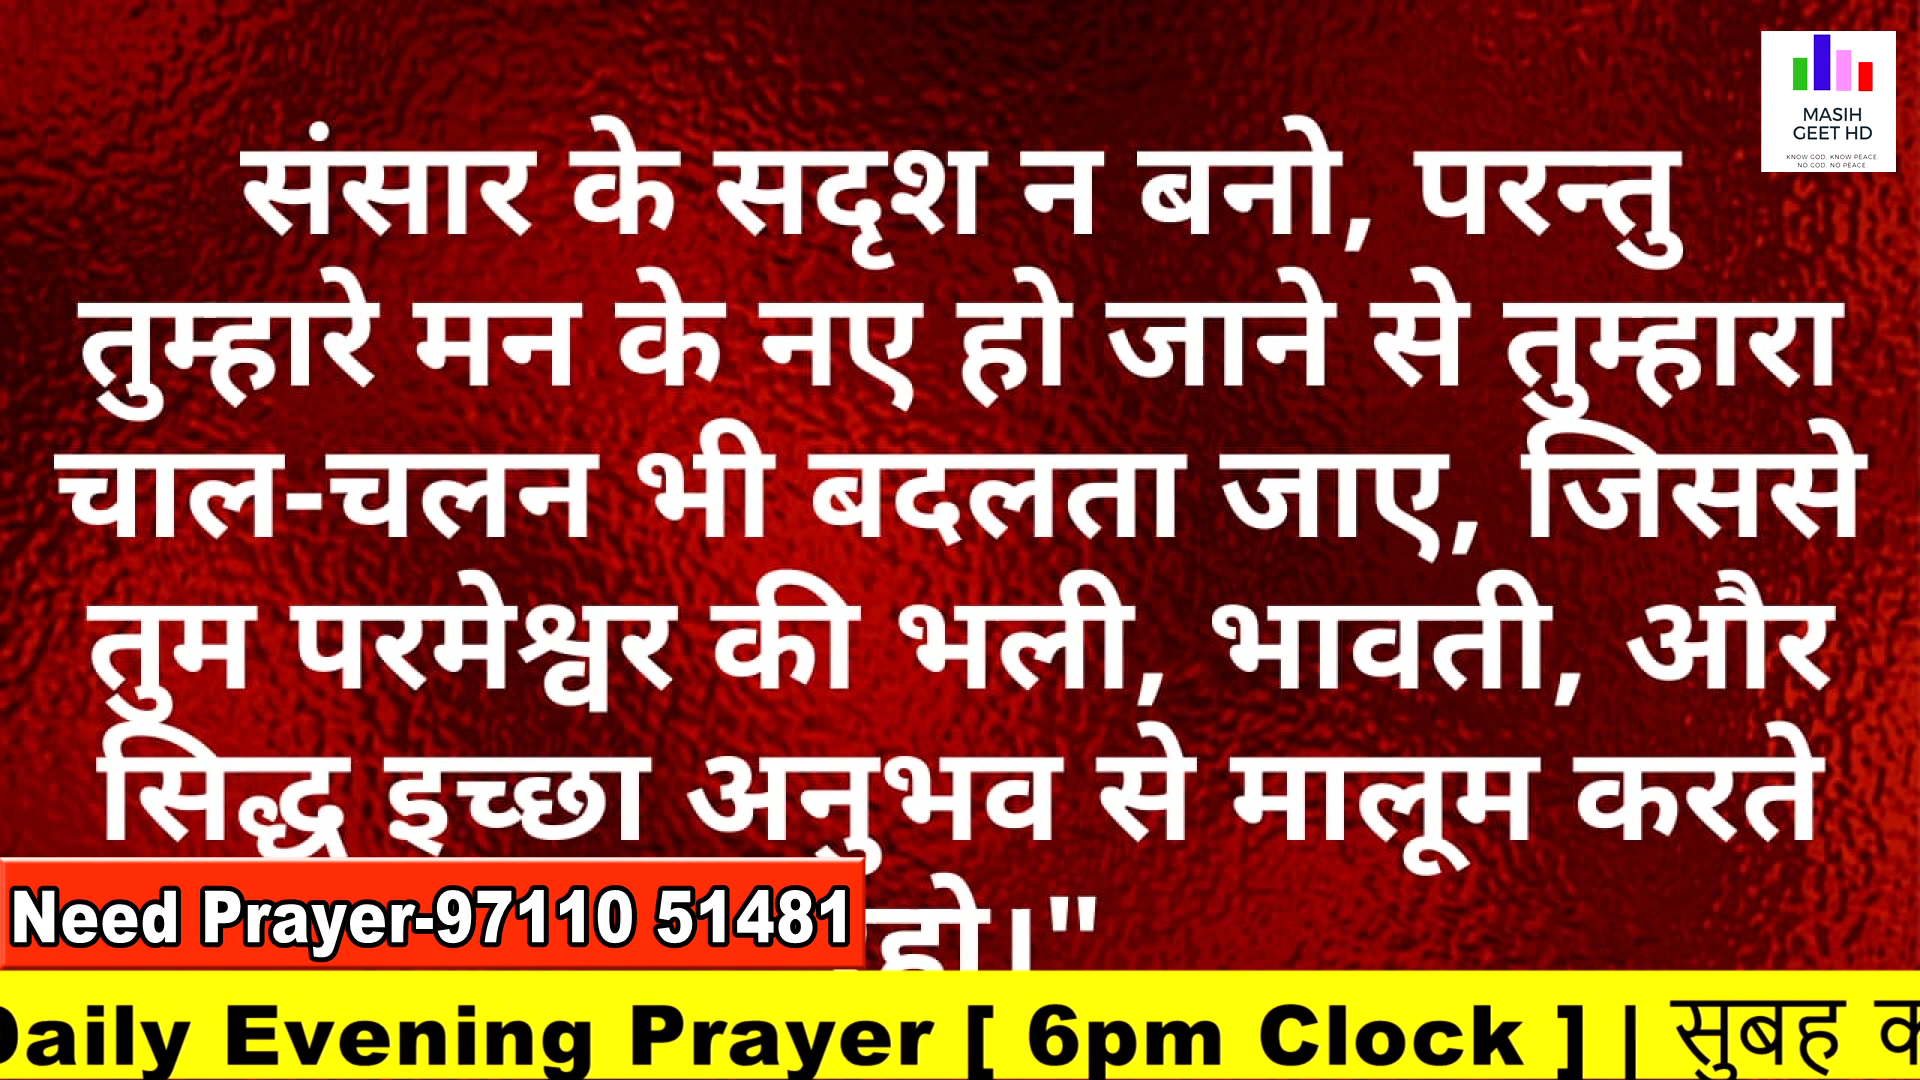 MASIH
GEET HD
KNOW GOD. KNOW PEACE.
NO GOD. NO PEACE
संसार के सदृश न बनो, परन्तु
तुम्हारे मन के नए हो जाने से तुम्हारा
चाल-चलन भी बदलता जाए, जिससे
तुम परमेश्वर की भली, भावती, और
सिद्ध इच्छा अनुभव से मालूम करते
Need Prayer-97110 51481
Daily Evening Prayer [ 6pm Clock ] | सुबह